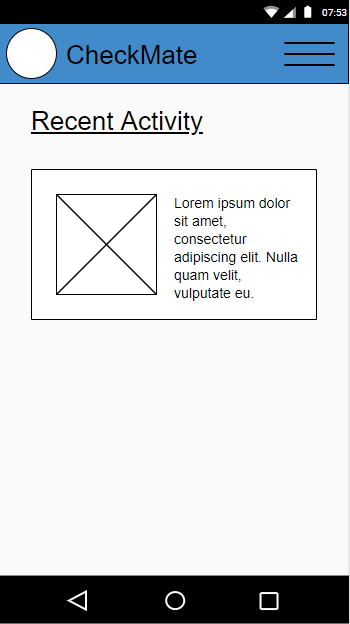 07:53
CheckMate
Recent Activity
Lorem ipsum dolor
sit amet,
consectetur
adipiscing elit. Nulla
quam velit,
vulputate eu.